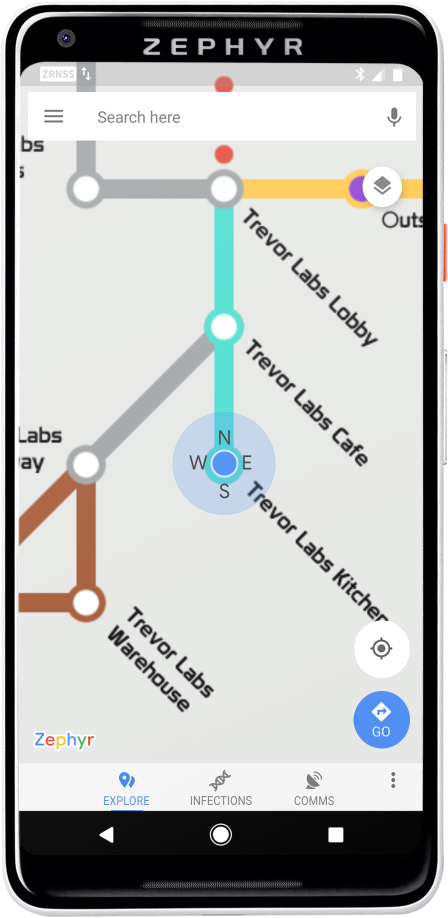 ZEPHYR
ZRNSS
Search here
bs
s
Outs
Trevor Labs Lobby
Trevor Labs Cafe
Labs
way
N
W E
S
Trevor Labs Kitchen
Trevor Labs
Warehouse
GO
Zephyr
EXPLORE INFECTIONS COMMS